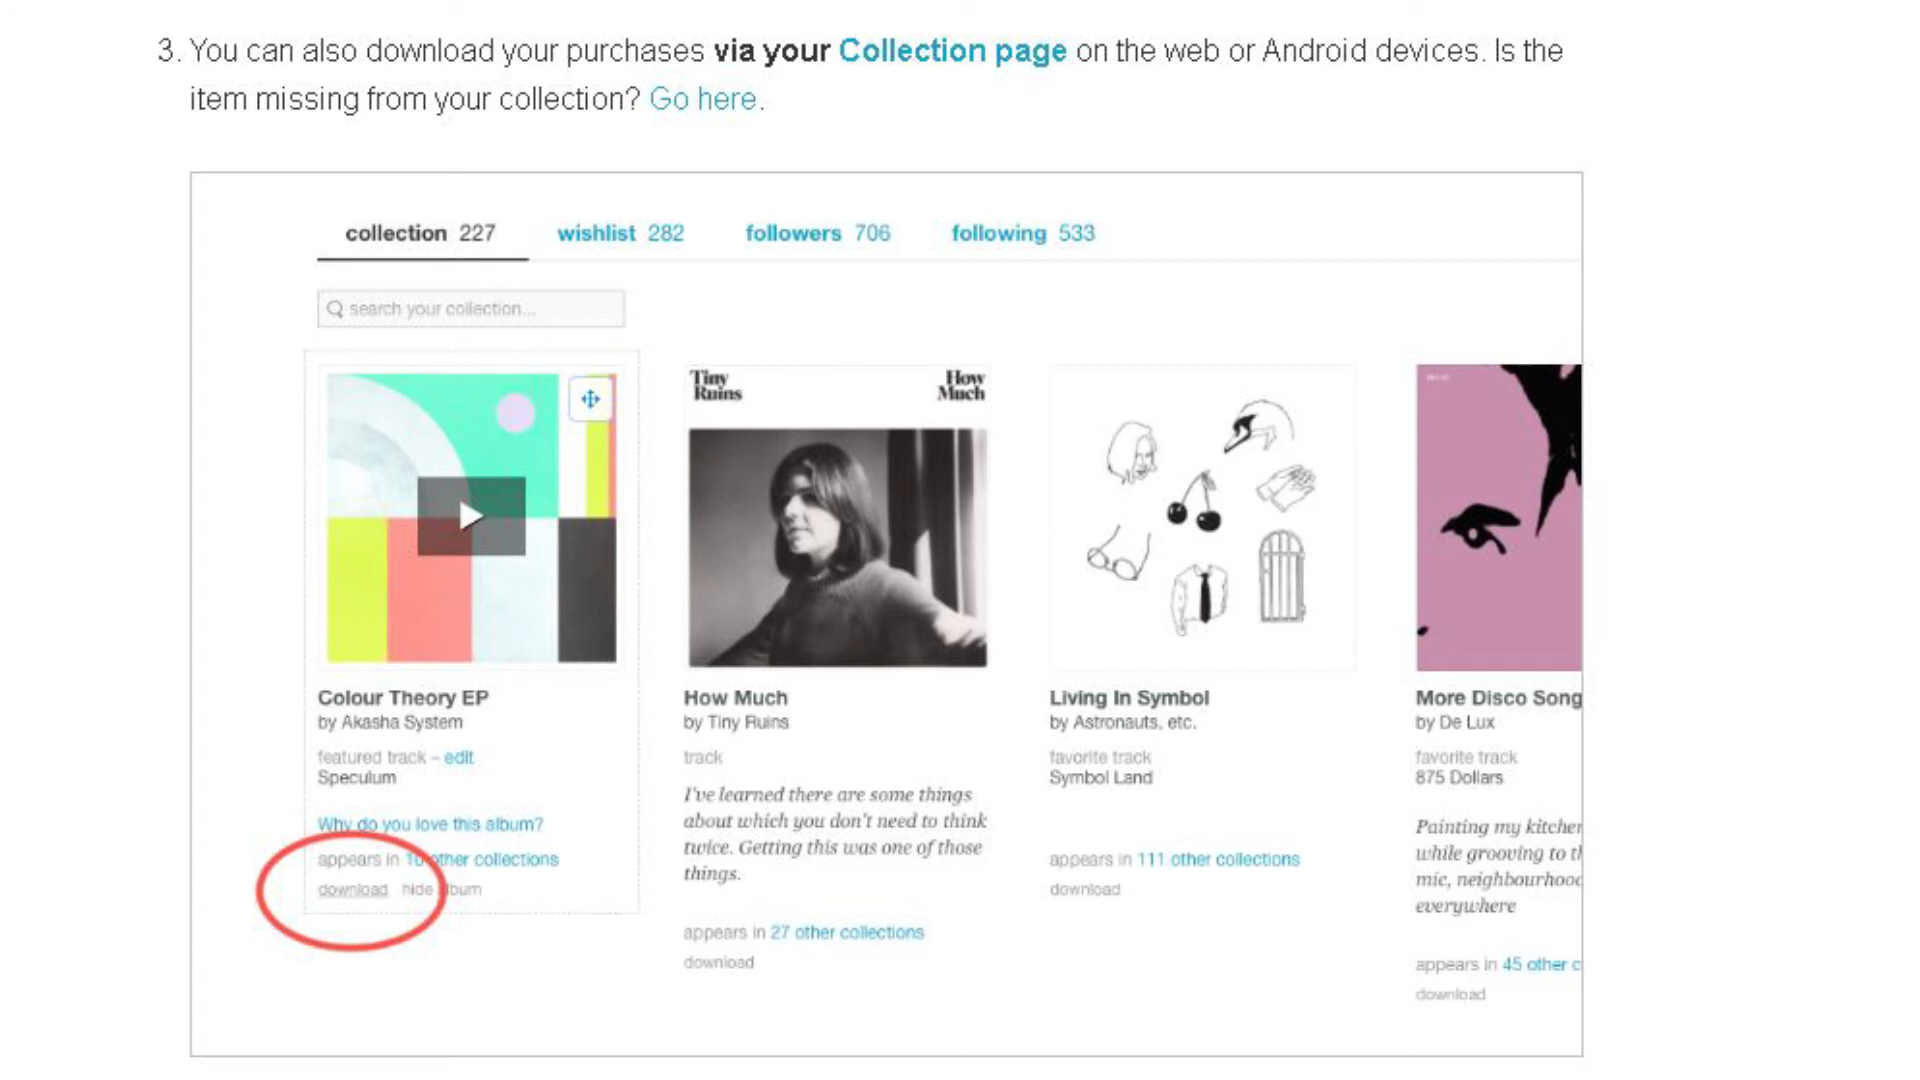 3. You can also download your purchases via your Collection page on the web or Android devices. Is the
item missing from your collection? Go here.
collection 227 wishlist 282 followers 706 following 533
search your collection...
Tiny Ruins
How Much
Colour Theory EP
by Akasha System
featured track – edit
Speculum
Why do you love this album?
appears in 10 other collections
download hide album
How Much
by Tiny Ruins
track
I've learned there are some things
about which you don't need to think
twice. Getting this was one of those
things.
appears in 27 other collections
download
Living In Symbol
by Astronauts, etc.
favorite track
Symbol Land
appears in 111 other collections
download
More Disco Song
by De Lux
favorite track
875 Dollars
Painting my kitchen
while grooving to
mic, neighbourhood
everywhere
appears in 45 other
download